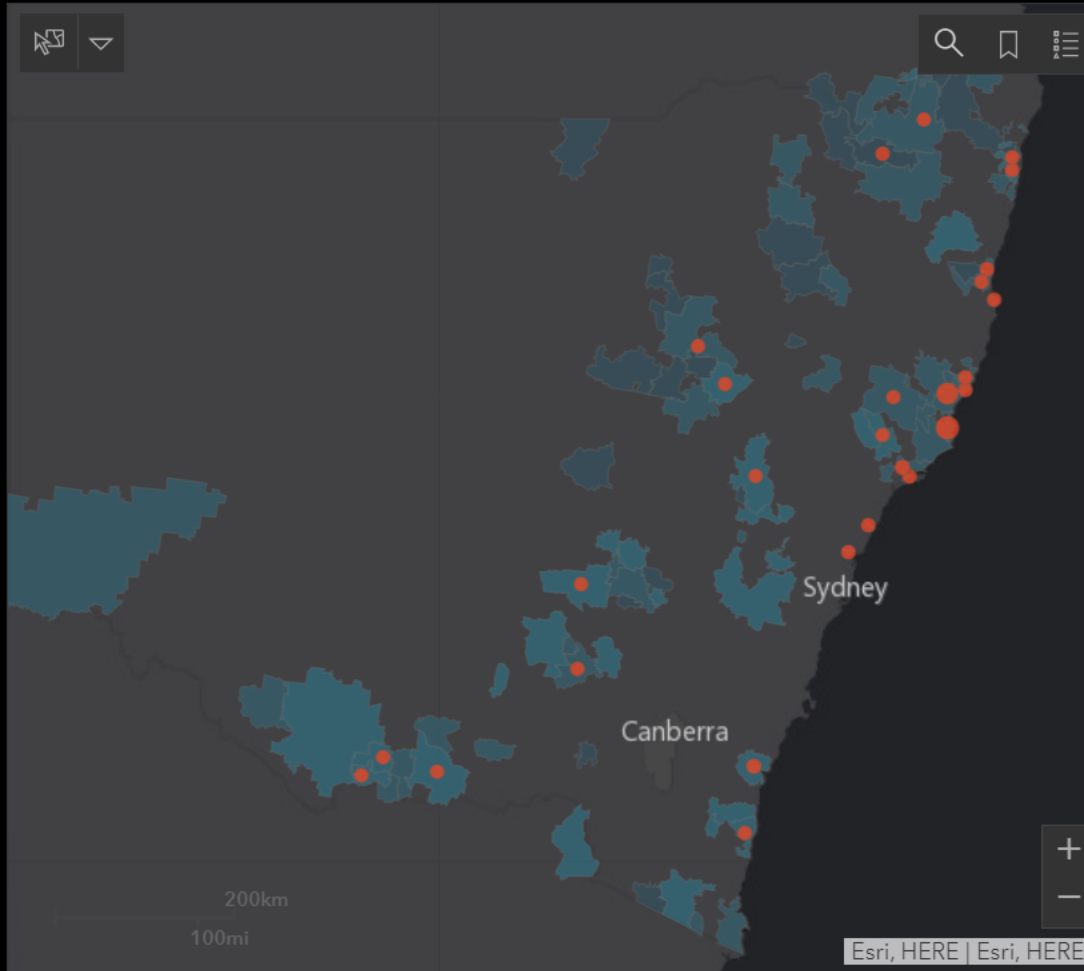 Sydney
Canberra
200km
100mi
+
−
Esri, HERE | Esri, HERE